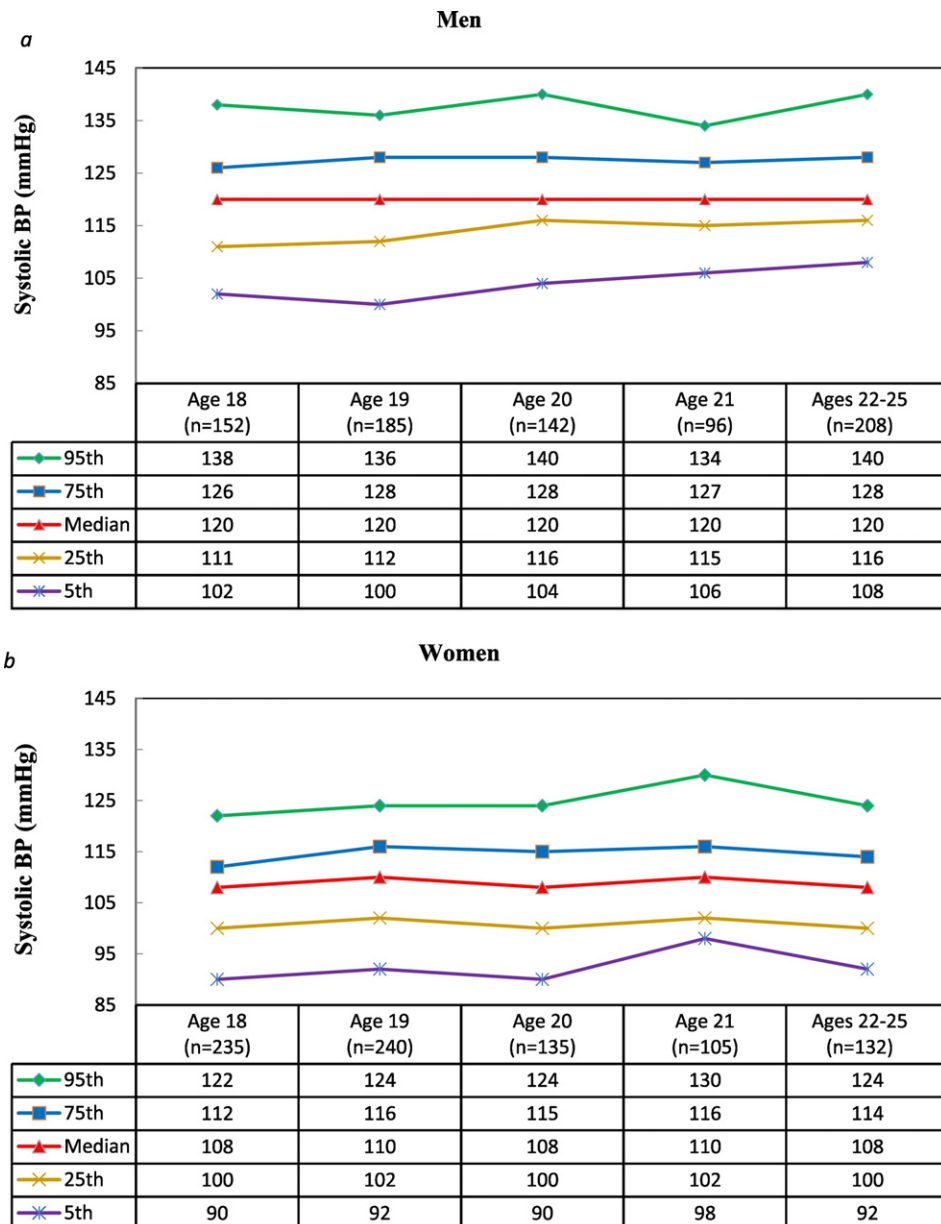 Men
a
145
135
125
115
105
95
85
Systolic BP (mmHg)
Age 18 Age 19 Age 20 Age 21 Ages 22-25
(n=152) (n=185) (n=142) (n=96) (n=208)
95th 138 136 140 134 140
75th 126 128 128 127 128
Median 120 120 120 120 120
25th 111 112 116 115 116
5th 102 100 104 106 108
Women
b
145
135
125
115
105
95
85
Systolic BP (mmHg)
Age 18 Age 19 Age 20 Age 21 Ages 22-25
(n=235) (n=240) (n=135) (n=105) (n=132)
95th 122 124 124 130 124
75th 112 116 115 116 114
Median 108 110 108 110 108
25th 100 102 100 102 100
5th 90 92 90 98 92